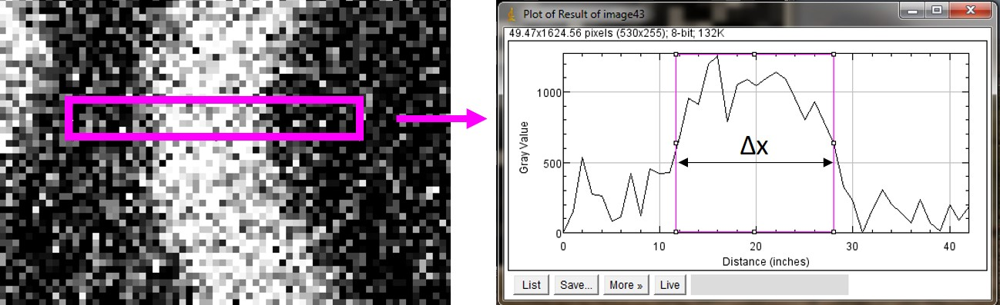 Plot of Result of image43
49.47x1624.56 pixels (530x255); 8-bit; 132K
1000
500
0
Gray Value
Δx
0 10 20 30 40
Distance (inches)
List Save... More » Live